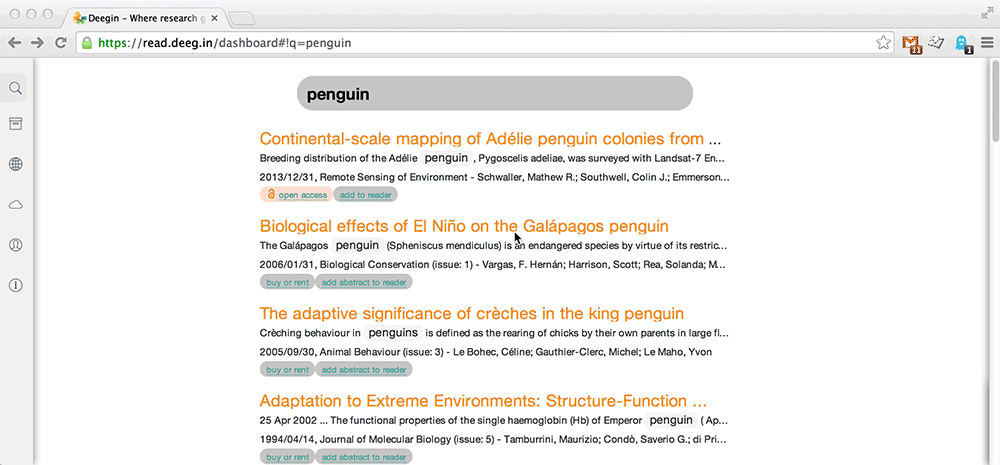 Deegin – Where research g
https://read.deeg.in/dashboard#!q=penguin
11
1
penguin
Continental-scale mapping of Adélie penguin colonies from ...
Breeding distribution of the Adélie penguin , Pygoscelis adeliae, was surveyed with Landsat-7 En...
2013/12/31, Remote Sensing of Environment - Schwaller, Mathew R.; Southwell, Colin J.; Emmerson...
open access add to reader
Biological effects of El Niño on the Galápagos penguin
The Galápagos penguin (Spheniscus mendiculus) is an endangered species by virtue of its restric...
2006/01/31, Biological Conservation (issue: 1) - Vargas, F. Hernán; Harrison, Scott; Rea, Solanda; M...
buy or rent add abstract to reader
The adaptive significance of crèches in the king penguin
Crèching behaviour in penguins is defined as the rearing of chicks by their own parents in large fl...
2005/09/30, Animal Behaviour (issue: 3) - Le Bohec, Céline; Gauthier-Clerc, Michel; Le Maho, Yvon
buy or rent add abstract to reader
Adaptation to Extreme Environments: Structure-Function ...
25 Apr 2002 ... The functional properties of the single haemoglobin (Hb) of Emperor penguin ( Ap...
1994/04/14, Journal of Molecular Biology (issue: 5) - Tamburrini, Maurizio; Condò, Saverio G.; di Pri...
buy or rent add abstract to reader